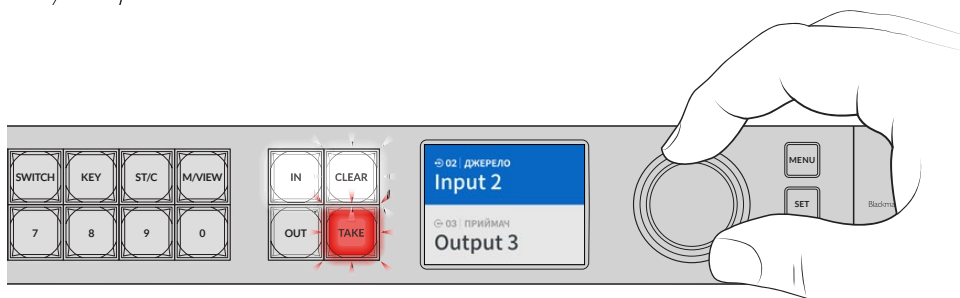 SWITCH KEY ST/C M/VIEW
7 8 9 0
IN CLEAR
OUT TAKE
02 | ДЖЕРЕЛО
Input 2
03 | ПРИЙМАЧ
Output 3
MENU
SET